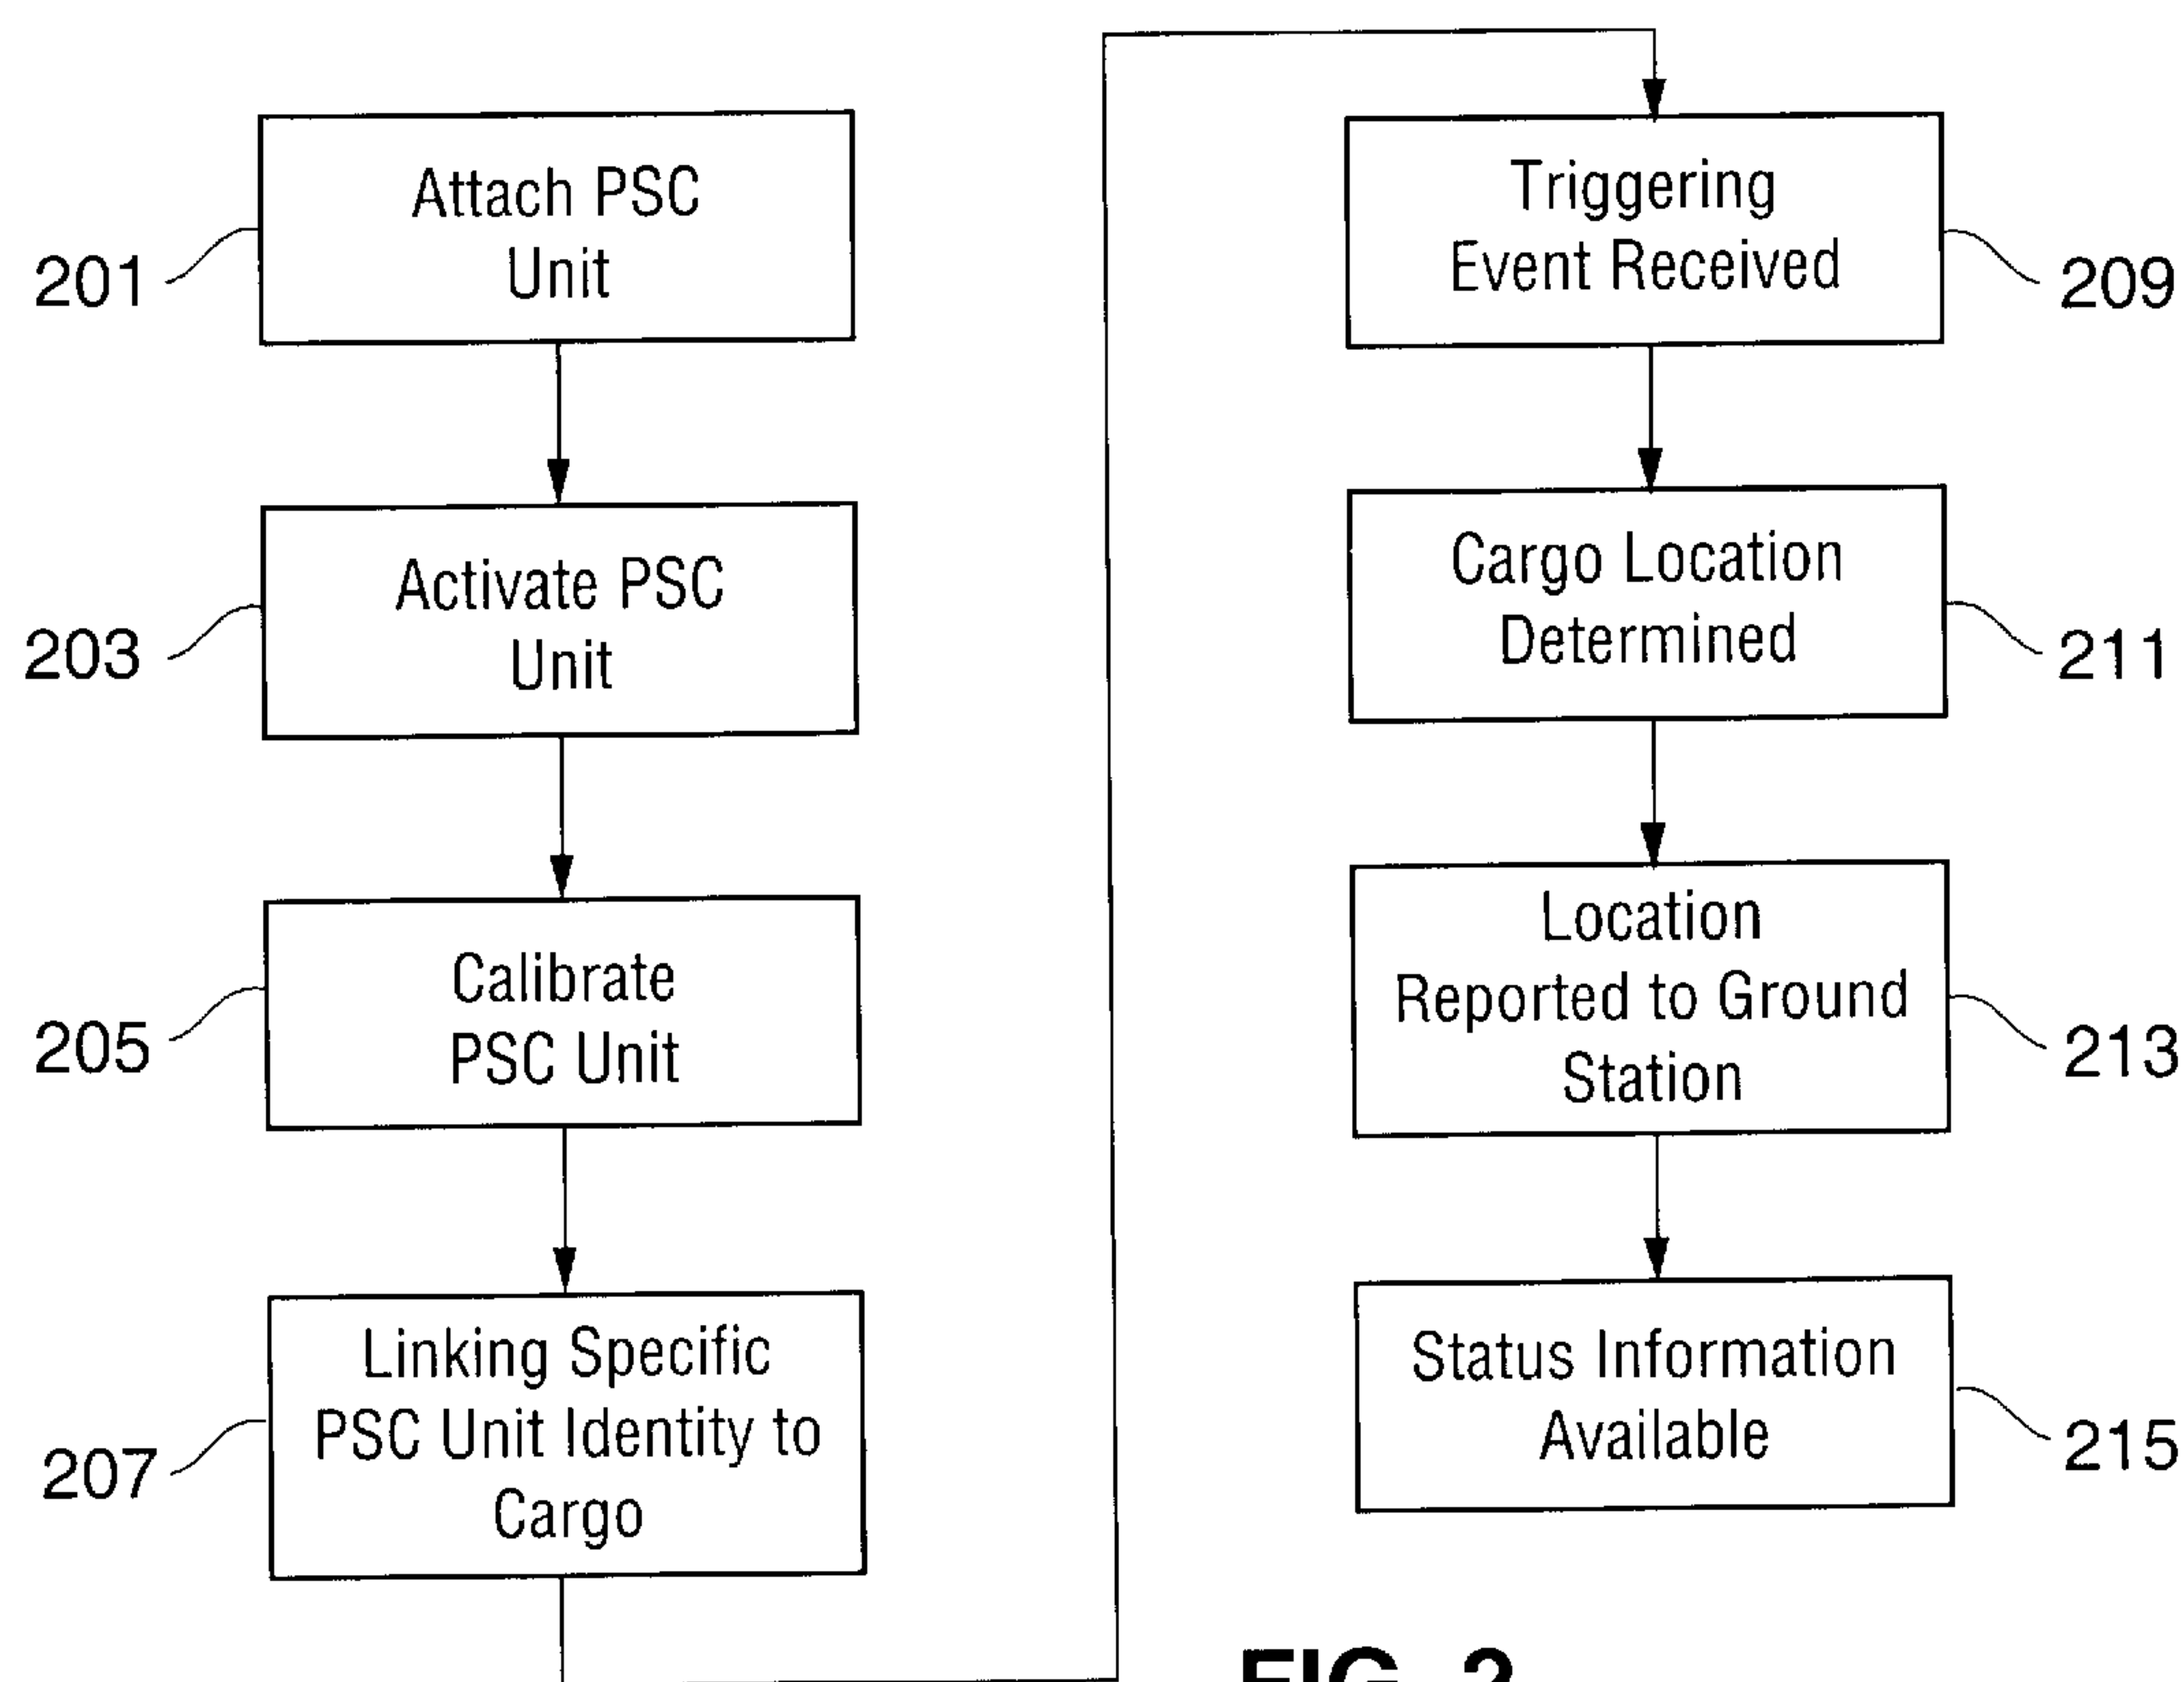 Attach PSC
Unit
201
Activate PSC
Unit
203
Calibrate
PSC Unit
205
Linking Specific
PSC Unit Identity to
Cargo
207
Triggering
Event Received
209
Cargo Location
Determined
211
Location
Reported to Ground
Station
213
Status Information
Available
215
FIG. 2